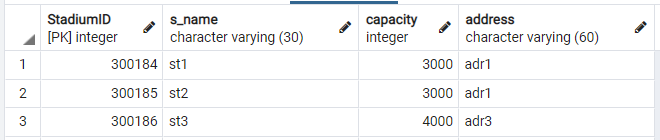 StadiumID s_name capacity address
[PK] integer character varying (30) integer character varying (60)
1 300184 st1 3000 adr1
2 300185 st2 3000 adr1
3 300186 st3 4000 adr3